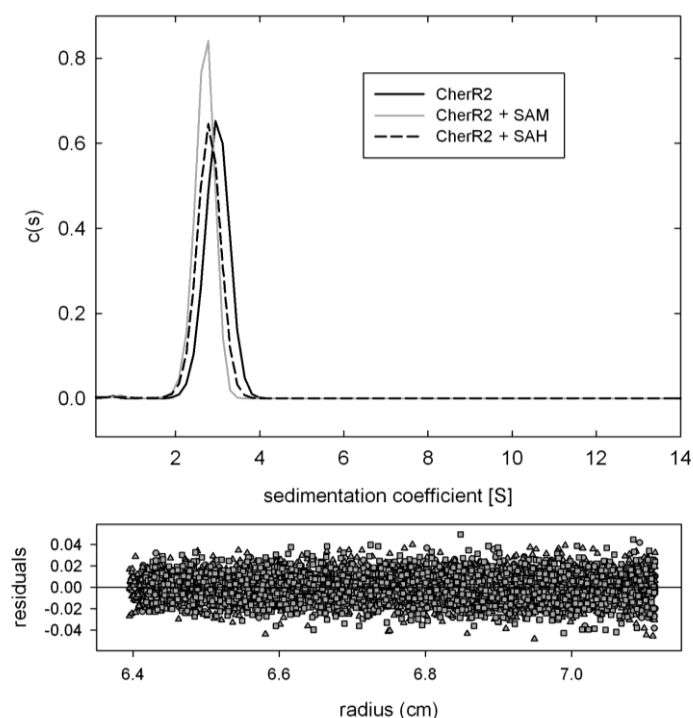 0.8
0.6
0.4
0.2
0.0
c(s)
CherR2
CherR2 + SAM
CherR2 + SAH
2 4 6 8 10 12 14
sedimentation coefficient [S]
0.04
0.02
0.00
-0.02
-0.04
residuals
6.4 6.6 6.8 7.0
radius (cm)